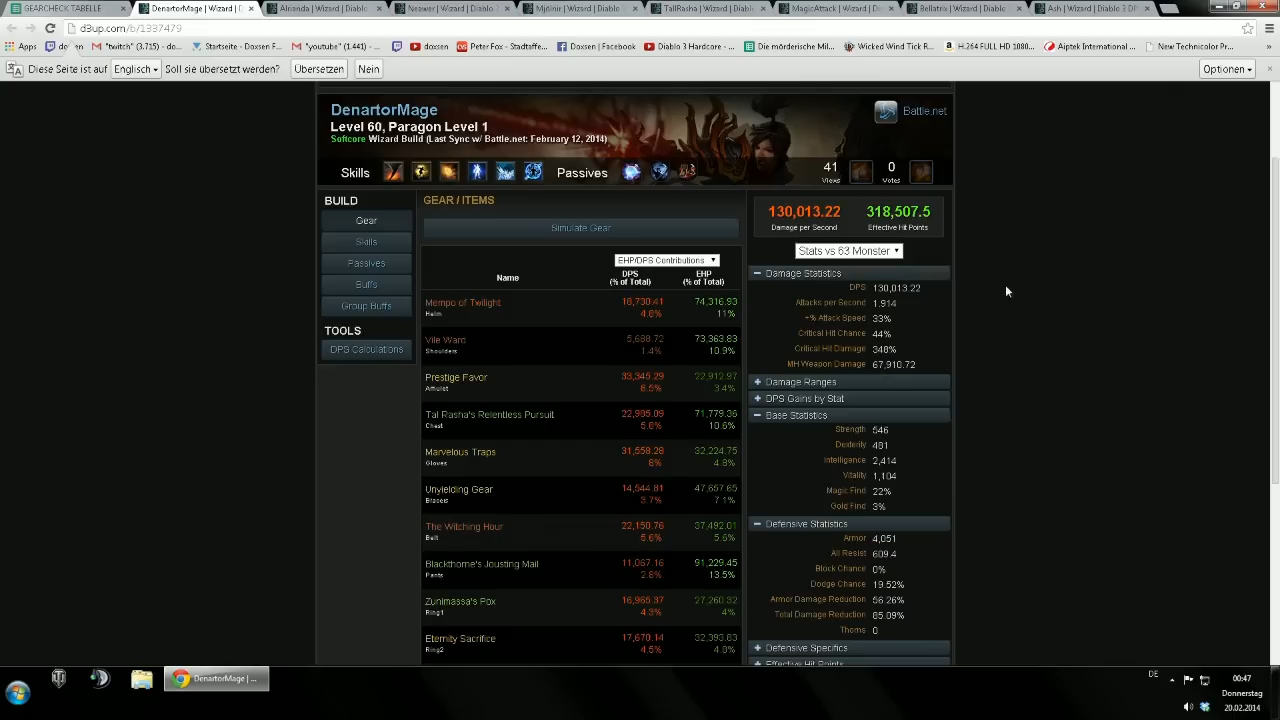 GEARCHECK TABELLE
DenartorMage | Wizard | D
Alranda | Wizard | Diablo
Neawer | Wizard | Diablo 3
Mjölinir | Wizard | Diablo 3
TallRasha | Wizard | Diablo
MagicAttack | Wizard | Dia
Bellatrix | Wizard | Diablo
Ash | Wizard | Diablo 3 DP
d3up.com/b/1337479
Apps
doxsen
"twitch" (3.715) - do
Startseite - Doxsen F
"youtube" (1.441) -
doxsen
Peter Fox - Stadtaffe...
Doxsen | Facebook
Diablo 3 Hardcore - ...
Die mörderische Mil...
Wicked Wind Tick R...
H.264 FULL HD 1080...
Aiptek International ...
New Technicolor Pr...
Diese Seite ist auf
Englisch
Soll sie übersetzt werden?
Übersetzen
Nein
Optionen
DenartorMage
Battle.net
Level 60, Paragon Level 1
Softcore Wizard Build (Last Sync w/ Battle.net: February 12, 2014)
Skills
Passives
41
Views
0
Votes
BUILD
Gear
Skills
Passives
Buffs
Group Buffs
TOOLS
DPS Calculations
GEAR / ITEMS
Simulate Gear
EHP/DPS Contributions
Name
DPS
(% of Total)
EHP
(% of Total)
Mempo of Twilight 18,730.41 74,316.93
Helm 4.8% 11%
Vile Ward 5,688.72 73,363.83
Shoulders 1.4% 10.9%
Prestige Favor 33,345.29 22,912.97
Amulet 8.5% 3.4%
Tal Rasha's Relentless Pursuit 22,985.09 71,779.36
Chest 5.8% 10.6%
Marvelous Traps 31,558.28 32,224.75
Gloves 8% 4.8%
Unyielding Gear 14,544.81 47,657.65
Bracers 3.7% 7.1%
The Witching Hour 22,150.76 37,492.01
Belt 5.6% 5.6%
Blackthorne's Jousting Mail 11,067.16 91,229.45
Pants 2.8% 13.5%
Zunimassa's Pox 16,965.37 27,260.32
Ring1 4.3% 4%
Eternity Sacrifice 17,670.14 32,393.83
Ring2 4.5% 4.8%
130,013.22
Damage per Second
318,507.5
Effective Hit Points
Stats vs 63 Monster
Damage Statistics
DPS 130,013.22
Attacks per Second 1.914
+% Attack Speed 33%
Critical Hit Chance 44%
Critical Hit Damage 348%
MH Weapon Damage 67,910.72
Damage Ranges
DPS Gains by Stat
Base Statistics
Strength 546
Dexterity 481
Intelligence 2,414
Vitality 1,104
Magic Find 22%
Gold Find 3%
Defensive Statistics
Armor 4,051
All Resist 609.4
Block Chance 0%
Dodge Chance 19.52%
Armor Damage Reduction 56.26%
Total Damage Reduction 85.09%
Thorns 0
Defensive Specifics
Effective Hit Points
DenartorMage | ...
DE
00:47
Donnerstag
20.02.2014